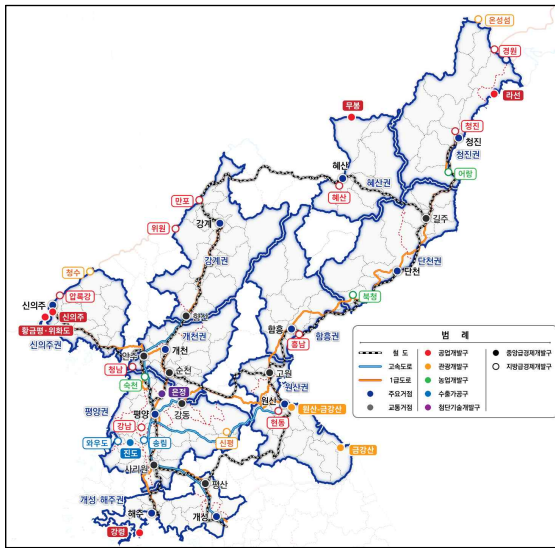 온성섬
경원
라선
무봉
청진
청진
청진권
어랑
혜산
혜산권
혜산
만포
길주
위원
강계
강계권
단천권
단천
청수
북청
압록강
신의주
신의주
황금평·위화도
신의주권
향산
함흥
함흥권
흥남
개천권
안주
개천
청남
순천
고원
숙천
은정
원산권
원산
원산-금강산
평양권
평양
강동
현동
강남
와우도
송림
신평
진도
금강산
사리원
평산
개성·해주권
해주
개성
강령
범 례
철 도
공업개발구
중앙급경제개발구
고속도로
관광개발구
지방급경제개발구
1급도로
농업개발구
주요거점
수출가공구
교통거점
첨단기술개발구